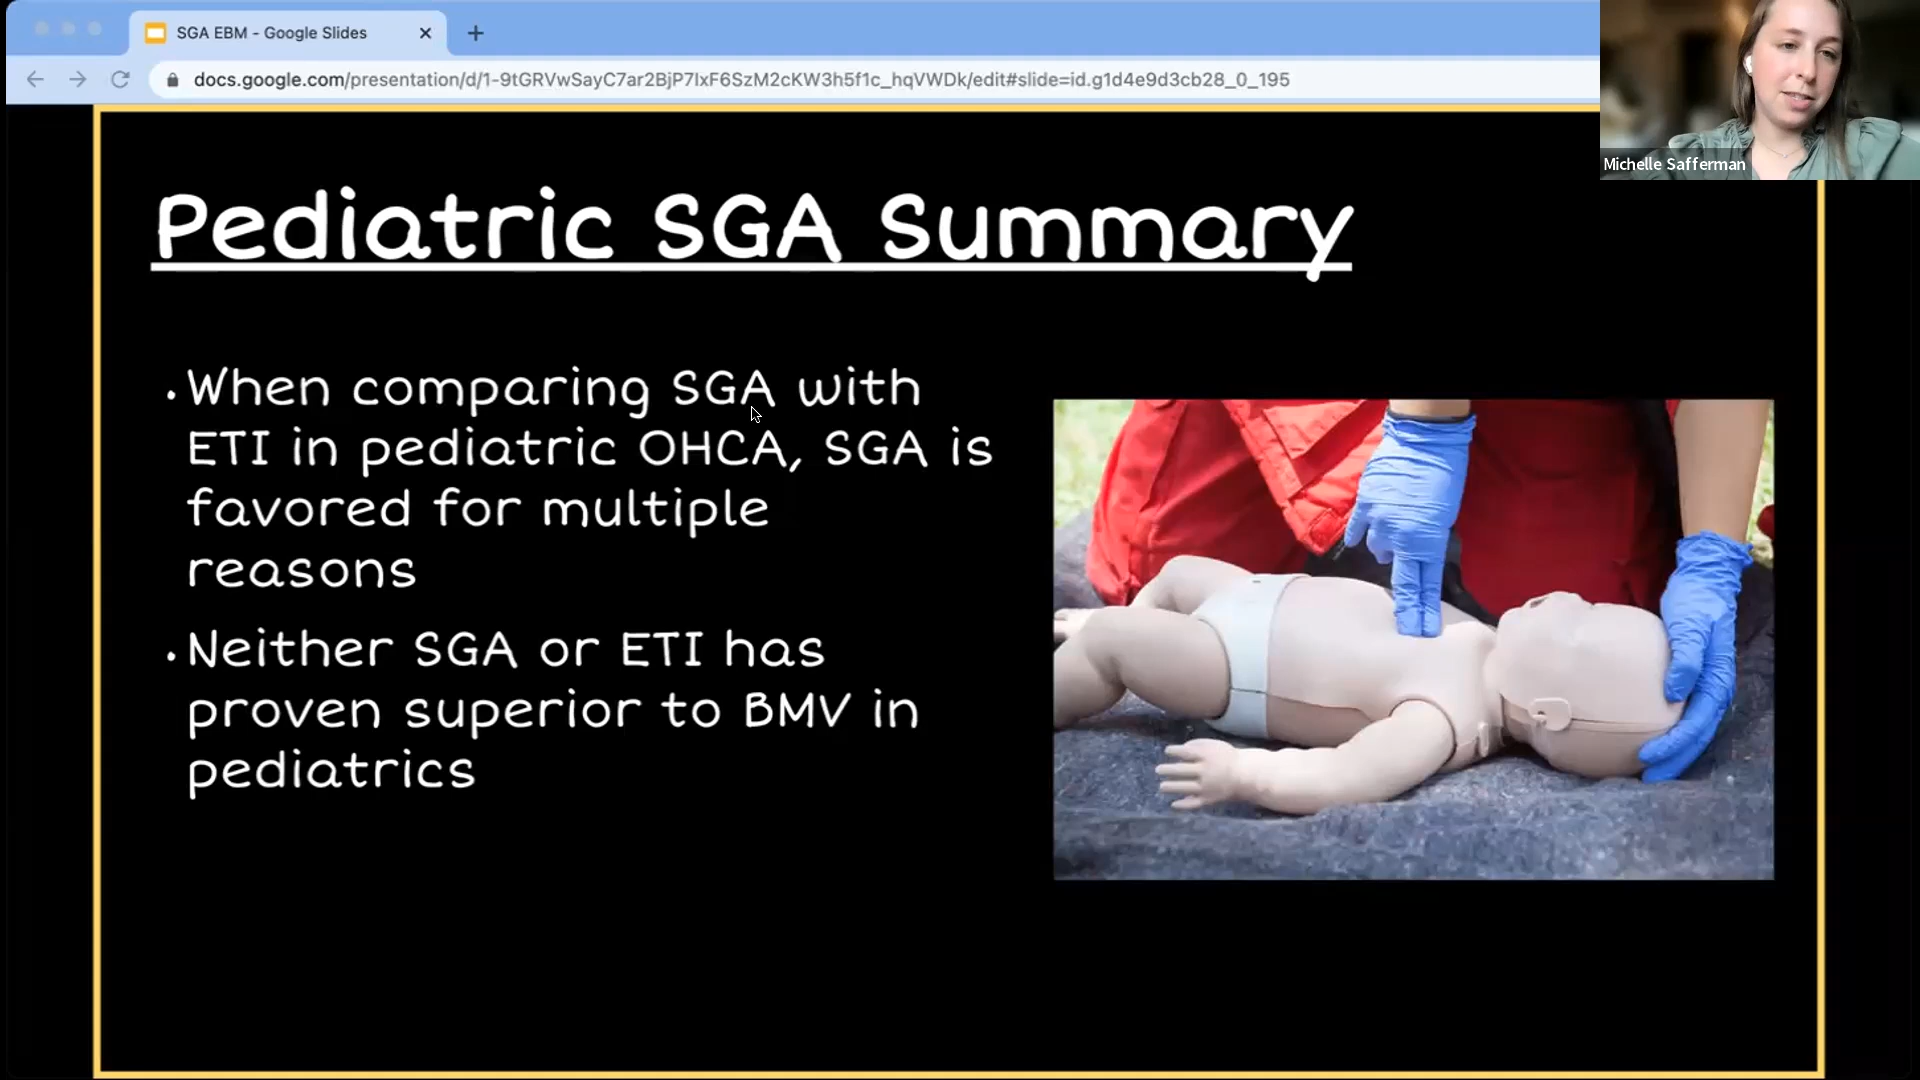 SGA EBM - Google Slides
docs.google.com/presentation/d/1-9tGRVwSayC7ar2BjP7IxF6SzM2cKW3h5f1c_hqVWDk/edit#slide=id.g1d4e9d3cb28_0_195
Michelle Safferman
Pediatric SGA Summary
• When comparing SGA with
ETI in pediatric OHCA, SGA is
favored for multiple
reasons
• Neither SGA or ETI has
proven superior to BMV in
pediatrics